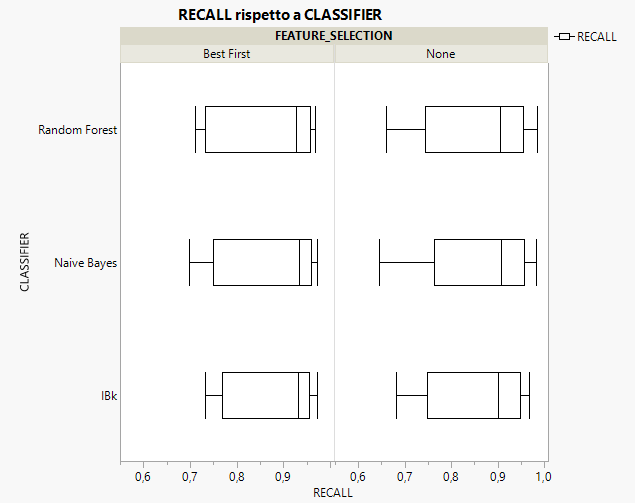 RECALL rispetto a CLASSIFIER
FEATURE_SELECTION
Best First None
RECALL
Random Forest
Naive Bayes
IBk
CLASSIFIER
0,6 0,7 0,8 0,9 0,6 0,7 0,8 0,9 1,0
RECALL